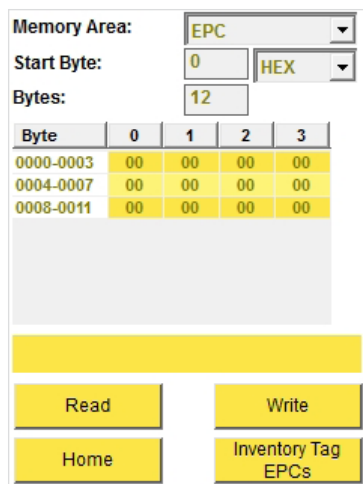 Memory Area: EPC
Start Byte: 0 HEX
Bytes: 12
Byte 0 1 2 3
0000-0003 00 00 00 00
0004-0007 00 00 00 00
0008-0011 00 00 00 00
Read Write
Home Inventory Tag
EPCs